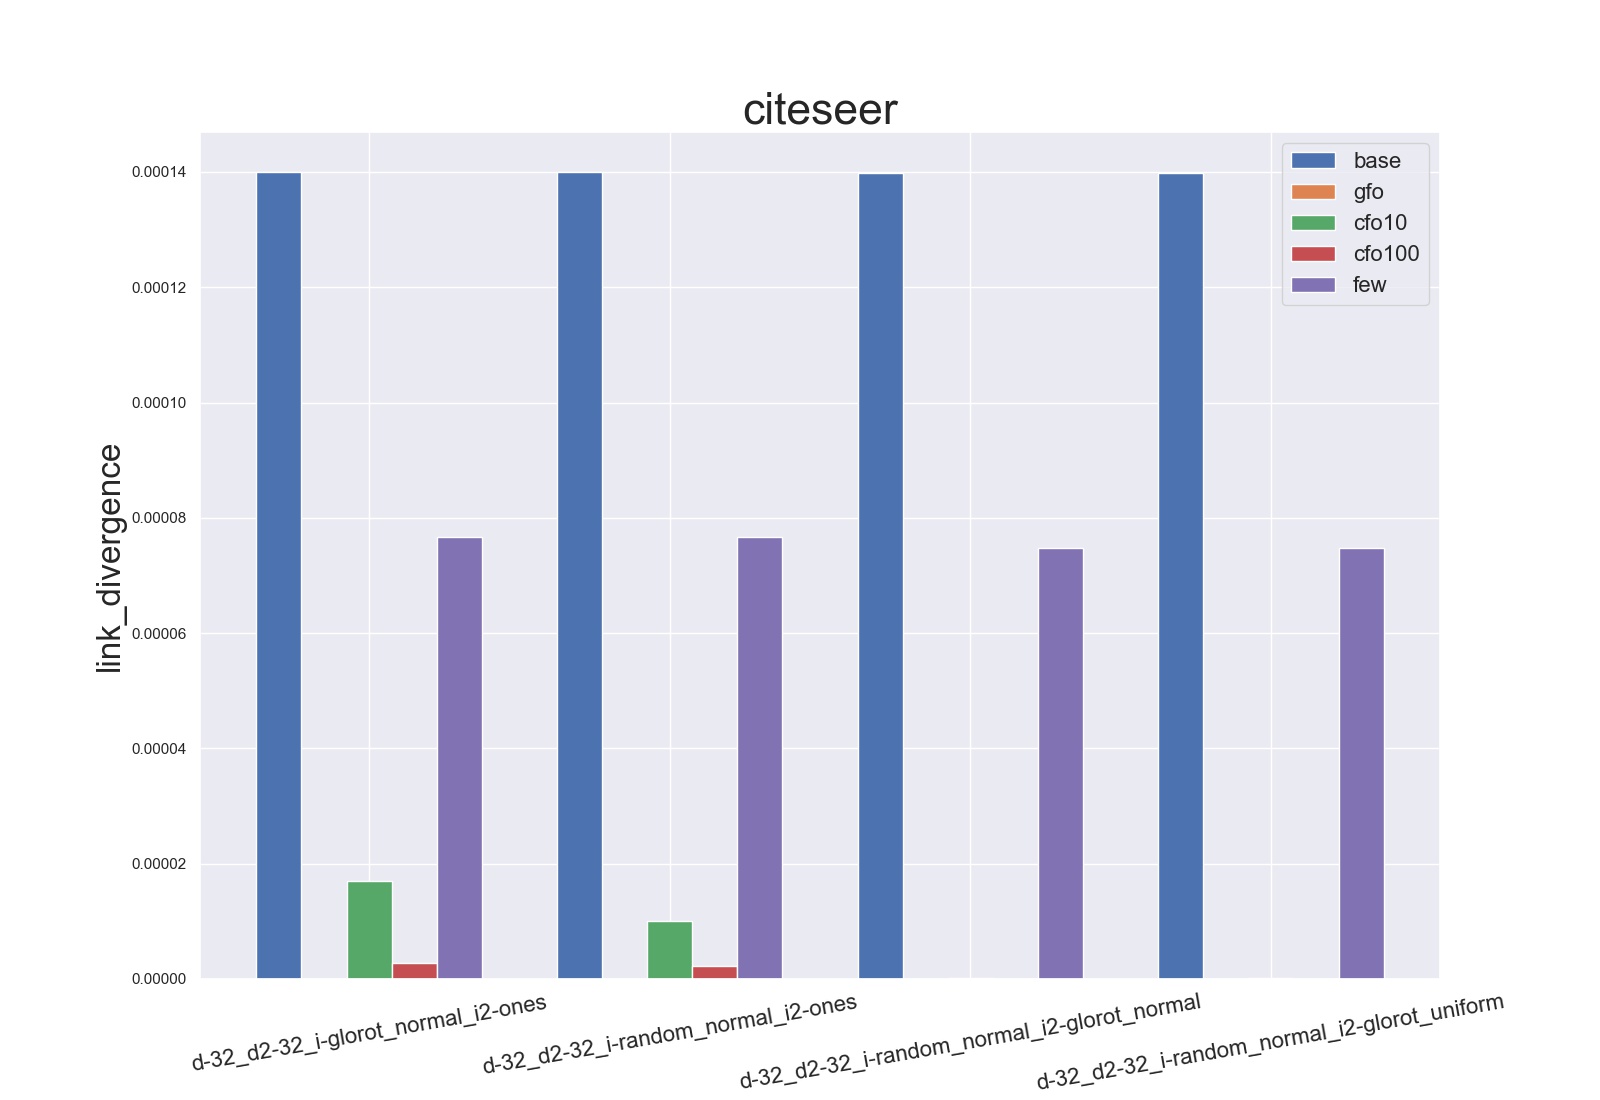 citeseer
base
gfo
cfo10
cfo100
few
link_divergence
0.00014
0.00012
0.00010
0.00008
0.00006
0.00004
0.00002
0.00000
d-32_d2-32_i-glorot_normal_i2-ones
d-32_d2-32_i-random_normal_i2-ones
d-32_d2-32_i-random_normal_i2-glorot_normal
d-32_d2-32_i-random_normal_i2-glorot_uniform